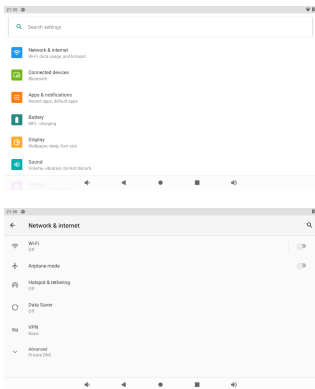 21:35
Search settings
Network & internet
Wi-Fi, data usage, and hotspot
Connected devices
Bluetooth
Apps & notifications
Recent apps, default apps
Battery
Display
Wallpaper, sleep, font size
Sound
Volume, vibration, Do Not Disturb
21:36
Network & internet
Wi-Fi
Off
Airplane mode
Hotspot & tethering
Off
Data Saver
Off
VPN
None
Advanced
Private DNS